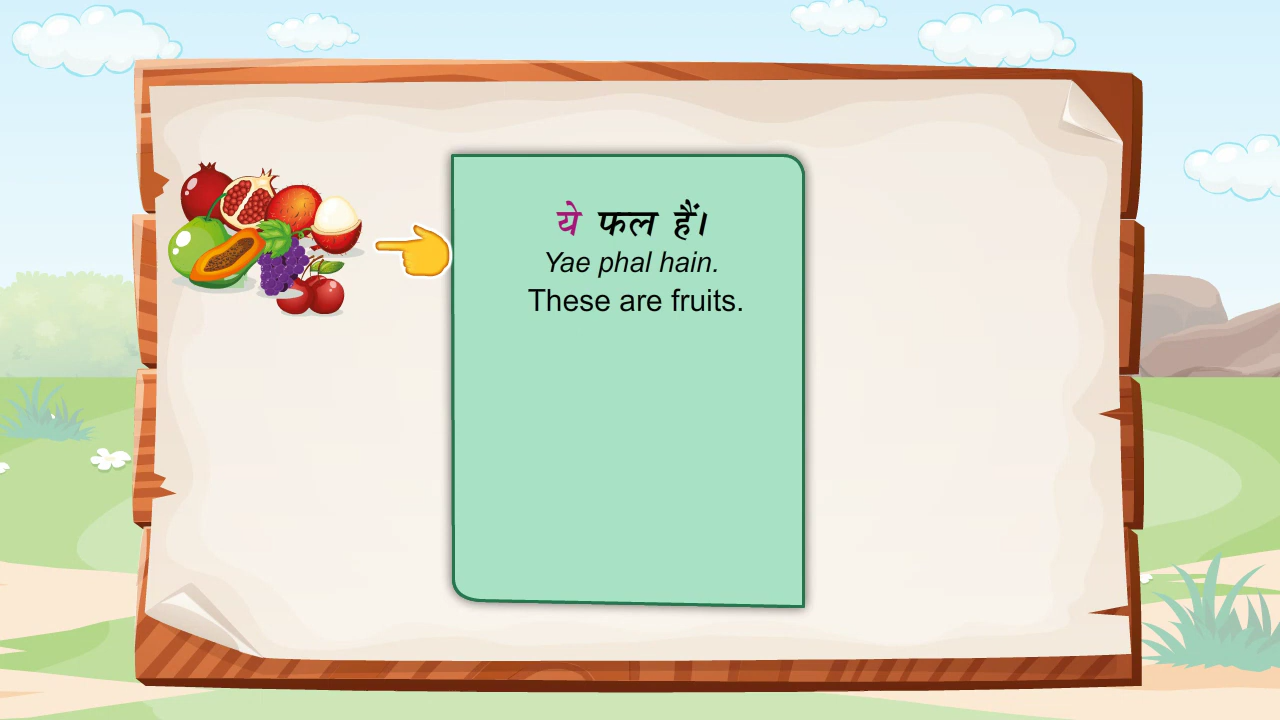 ये फल हैं।
Yae phal hain.
These are fruits.